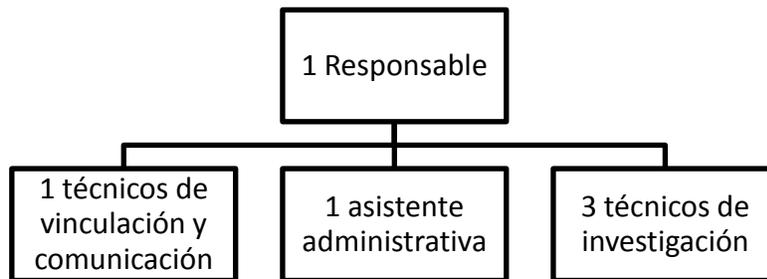 1 Responsable
1 técnicos de
vinculación y
comunicación
1 asistente
administrativa
3 técnicos de
investigación